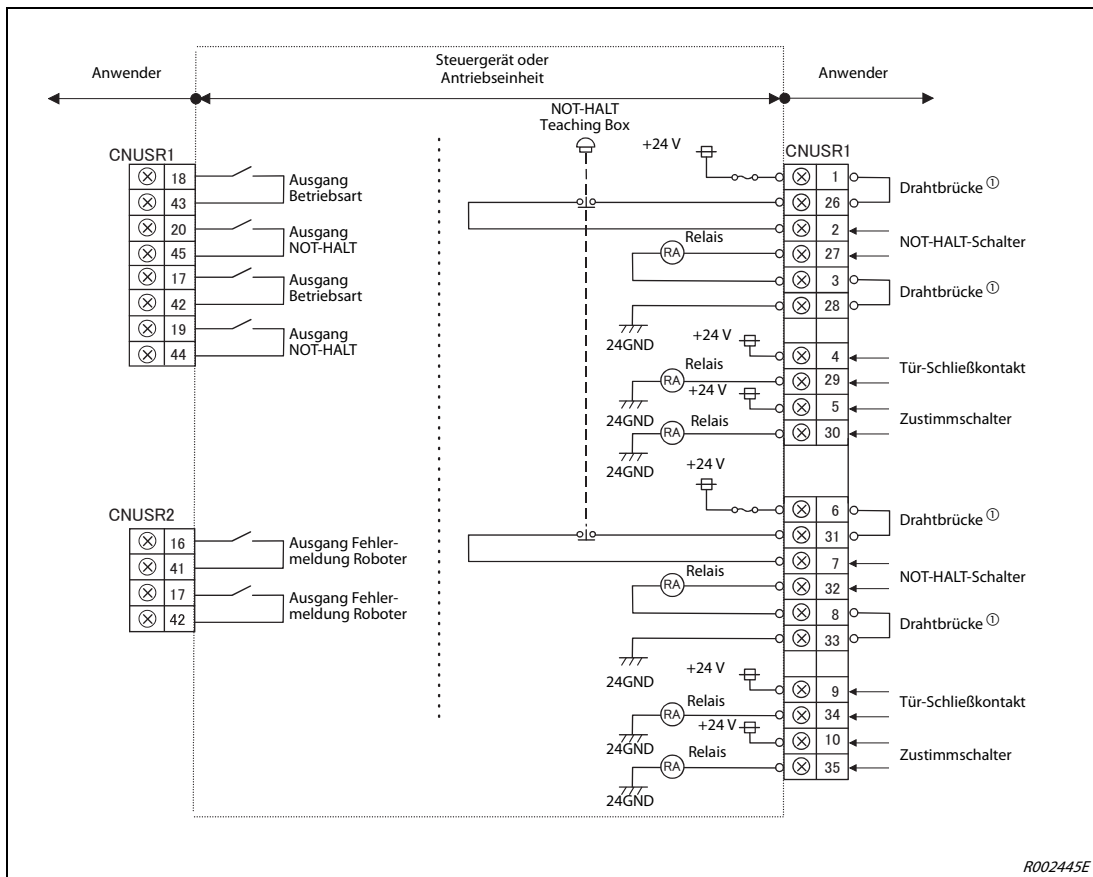 Anwender
Steuergerät oder
Antriebseinheit
Anwender
NOT-HALT
Teaching Box
CNUSR1
18
43
20
45
17
42
19
44
Ausgang
Betriebsart
Ausgang
NOT-HALT
Ausgang
Betriebsart
Ausgang
NOT-HALT
CNUSR2
16
41
17
42
Ausgang Fehler-
meldung Roboter
Ausgang Fehler-
meldung Roboter
+24 V
CNUSR1
1
26
Drahtbrücke ①
2
27
NOT-HALT-Schalter
Relais
RA
3
28
Drahtbrücke ①
24GND
+24 V
4
29
Tür-Schließkontakt
Relais
RA
24GND
+24 V
5
30
Zustimmschalter
Relais
RA
24GND
+24 V
6
31
Drahtbrücke ①
7
32
NOT-HALT-Schalter
Relais
RA
8
33
Drahtbrücke ①
24GND
+24 V
9
34
Tür-Schließkontakt
Relais
RA
24GND
+24 V
10
35
Zustimmschalter
Relais
RA
24GND
R002445E